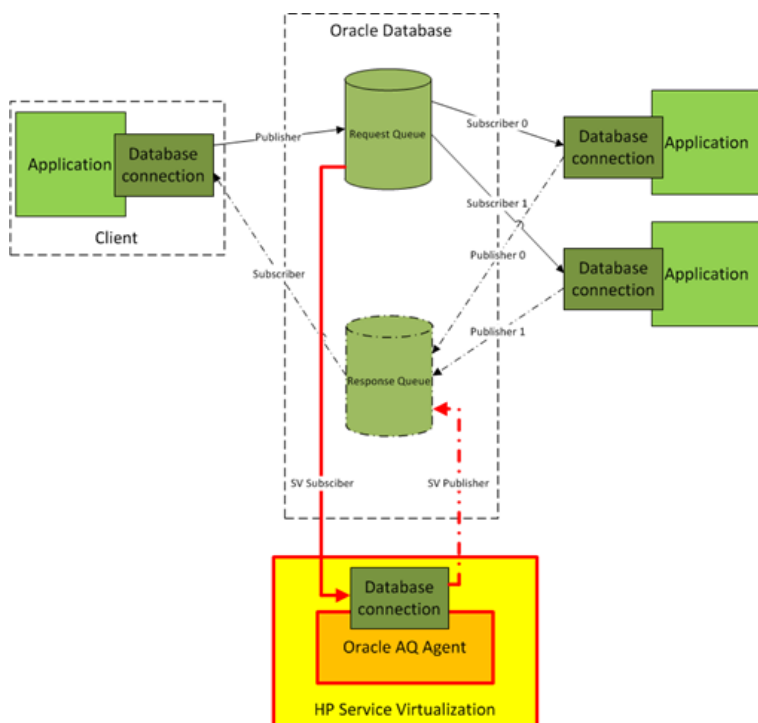 Oracle Database
Request Queue
Publisher
Subscriber 0
Application
Database
connection
Client
Database
connection
Application
Subscriber 1
Publisher 0
Subscriber
Database
connection
Application
Publisher 1
Response Queue
SV Subsciber
SV Publisher
Database
connection
Oracle AQ Agent
HP Service Virtualization